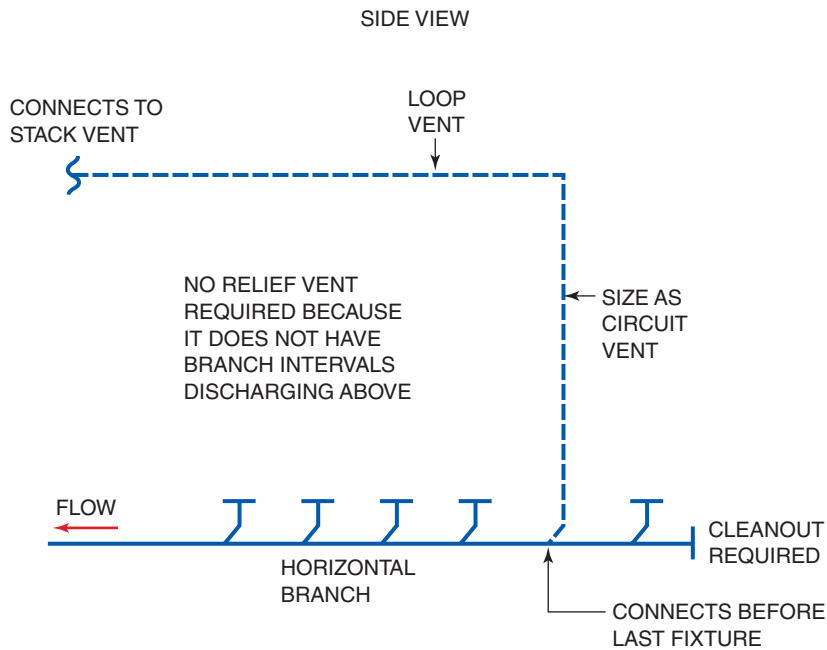 SIDE VIEW
CONNECTS TO
STACK VENT
LOOP
VENT
NO RELIEF VENT
REQUIRED BECAUSE
IT DOES NOT HAVE
BRANCH INTERVALS
DISCHARGING ABOVE
SIZE AS
CIRCUIT
VENT
FLOW
HORIZONTAL
BRANCH
CLEANOUT
REQUIRED
CONNECTS BEFORE
LAST FIXTURE